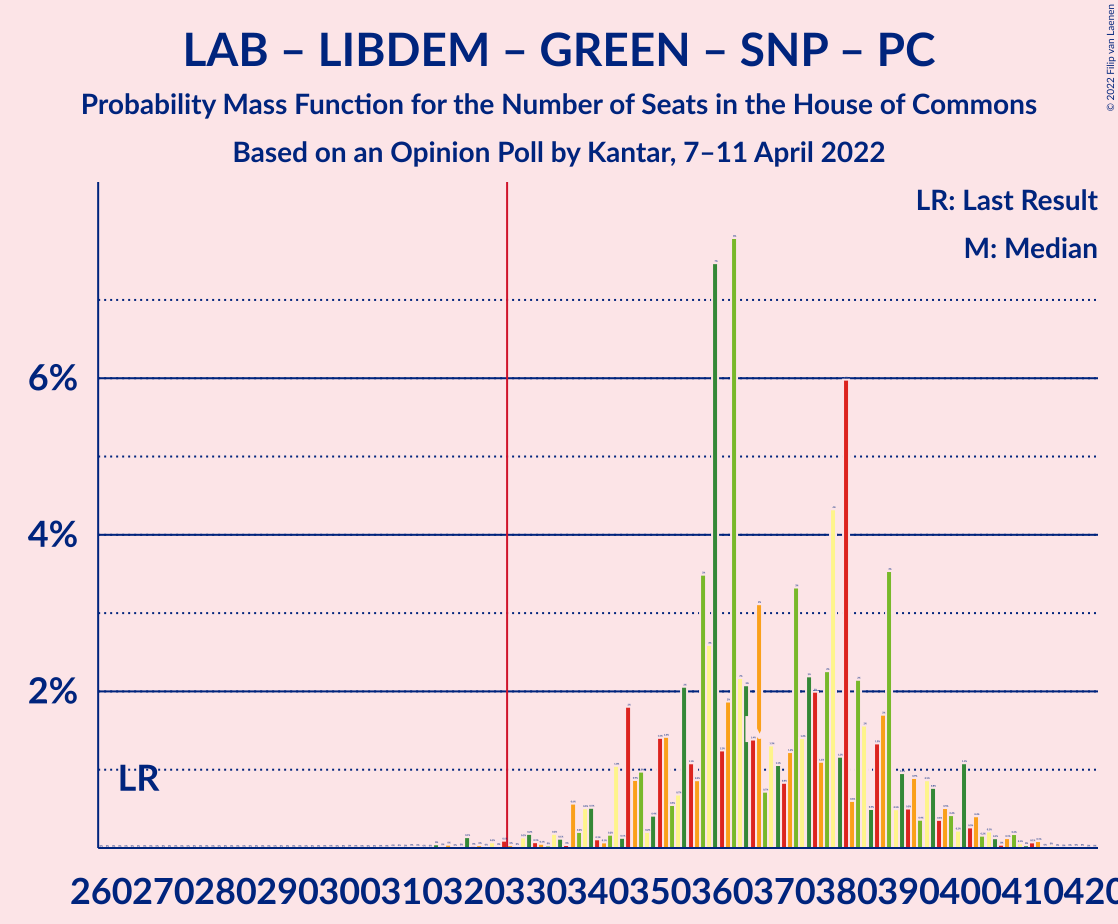 LAB – LIBDEM – GREEN – SNP – PC
Probability Mass Function for the Number of Seats in the House of Commons
Based on an Opinion Poll by Kantar, 7–11 April 2022
© 2022 Filip van Laenen
LR: Last Result
M: Median
6%
4%
2%
LR
260270280290300310320330340350360370380390400410420